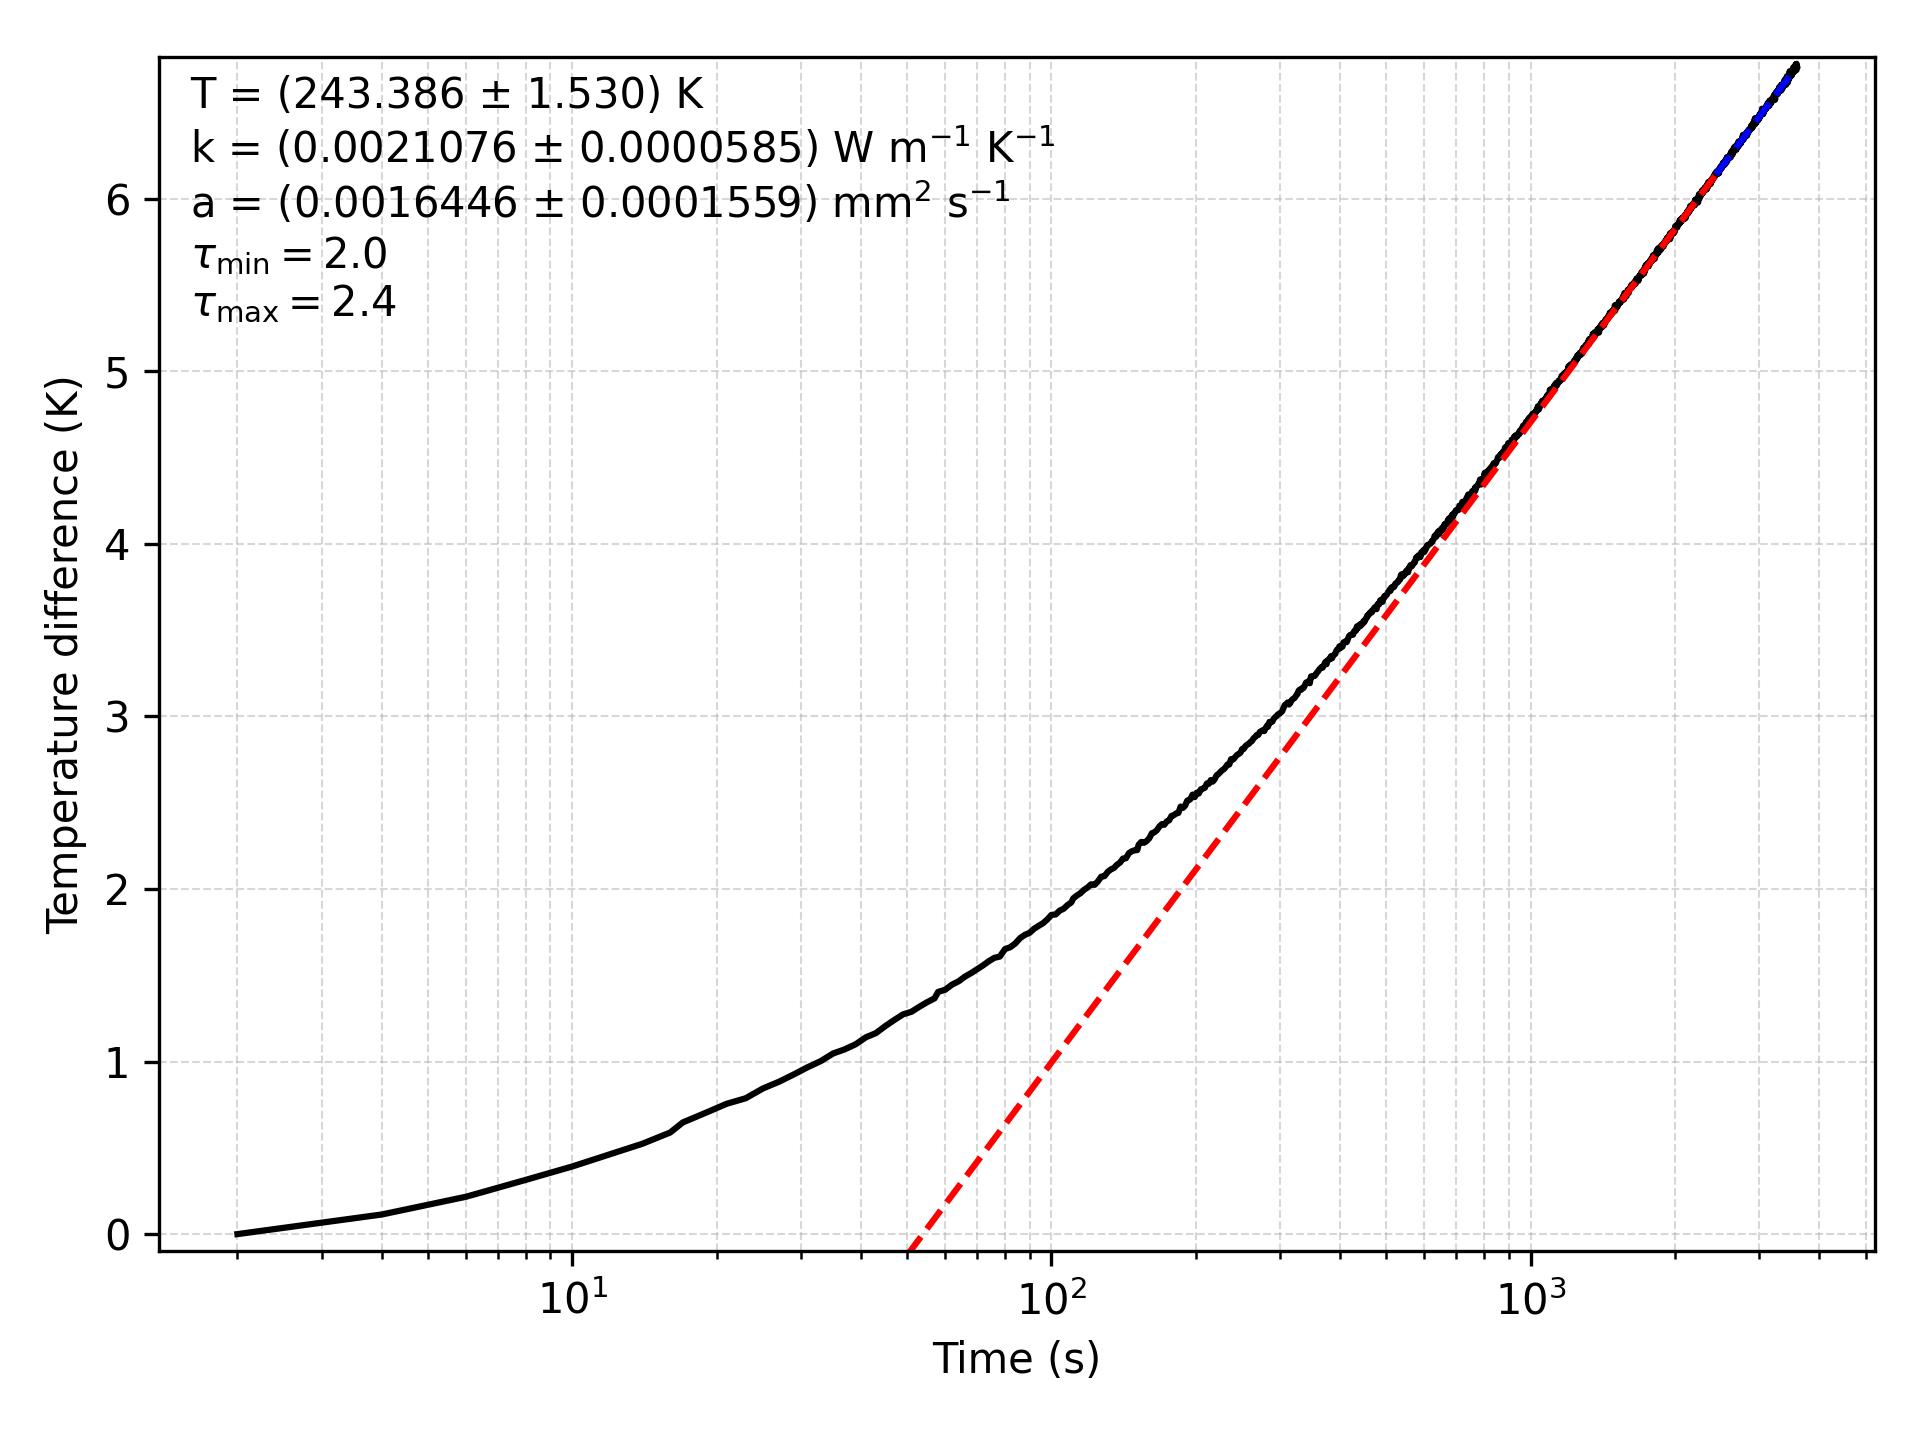 T = (243.386 ± 1.530) K
k = (0.0021076 ± 0.0000585) W m⁻¹ K⁻¹
a = (0.0016446 ± 0.0001559) mm² s⁻¹
τmin = 2.0
τmax = 2.4
Temperature difference (K)
6
5
4
3
2
1
0
10¹ 10² 10³
Time (s)